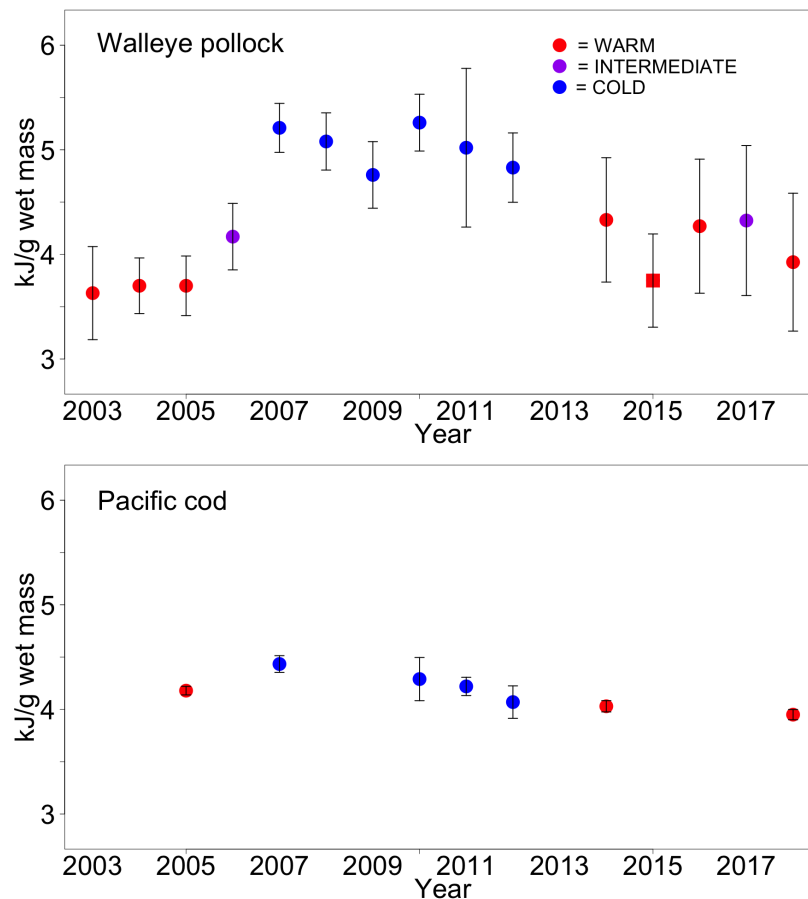 Walleye pollock
= WARM
= INTERMEDIATE
= COLD
kJ/g wet mass
6
5
4
3
2003 2005 2007 2009 2011 2013 2015 2017
Year
Pacific cod
kJ/g wet mass
6
5
4
3
2003 2005 2007 2009 2011 2013 2015 2017
Year